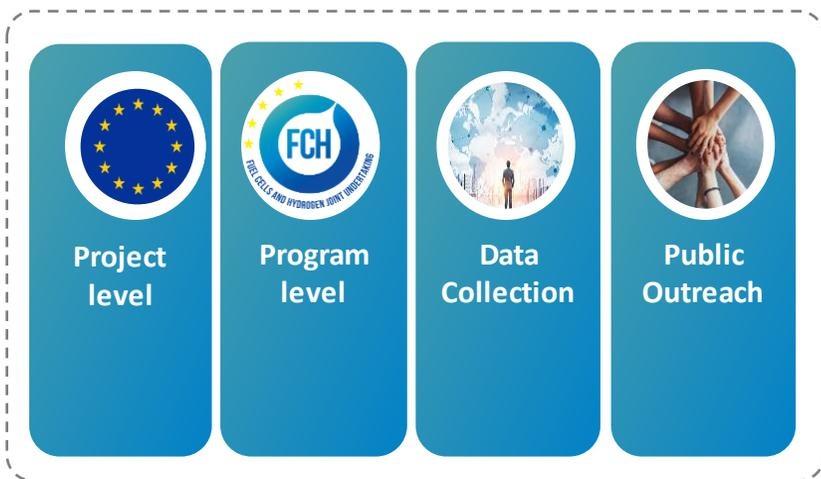 FCH
FUEL CELLS AND HYDROGEN JOINT UNDERTAKING
Project
level
Program
level
Data
Collection
Public
Outreach